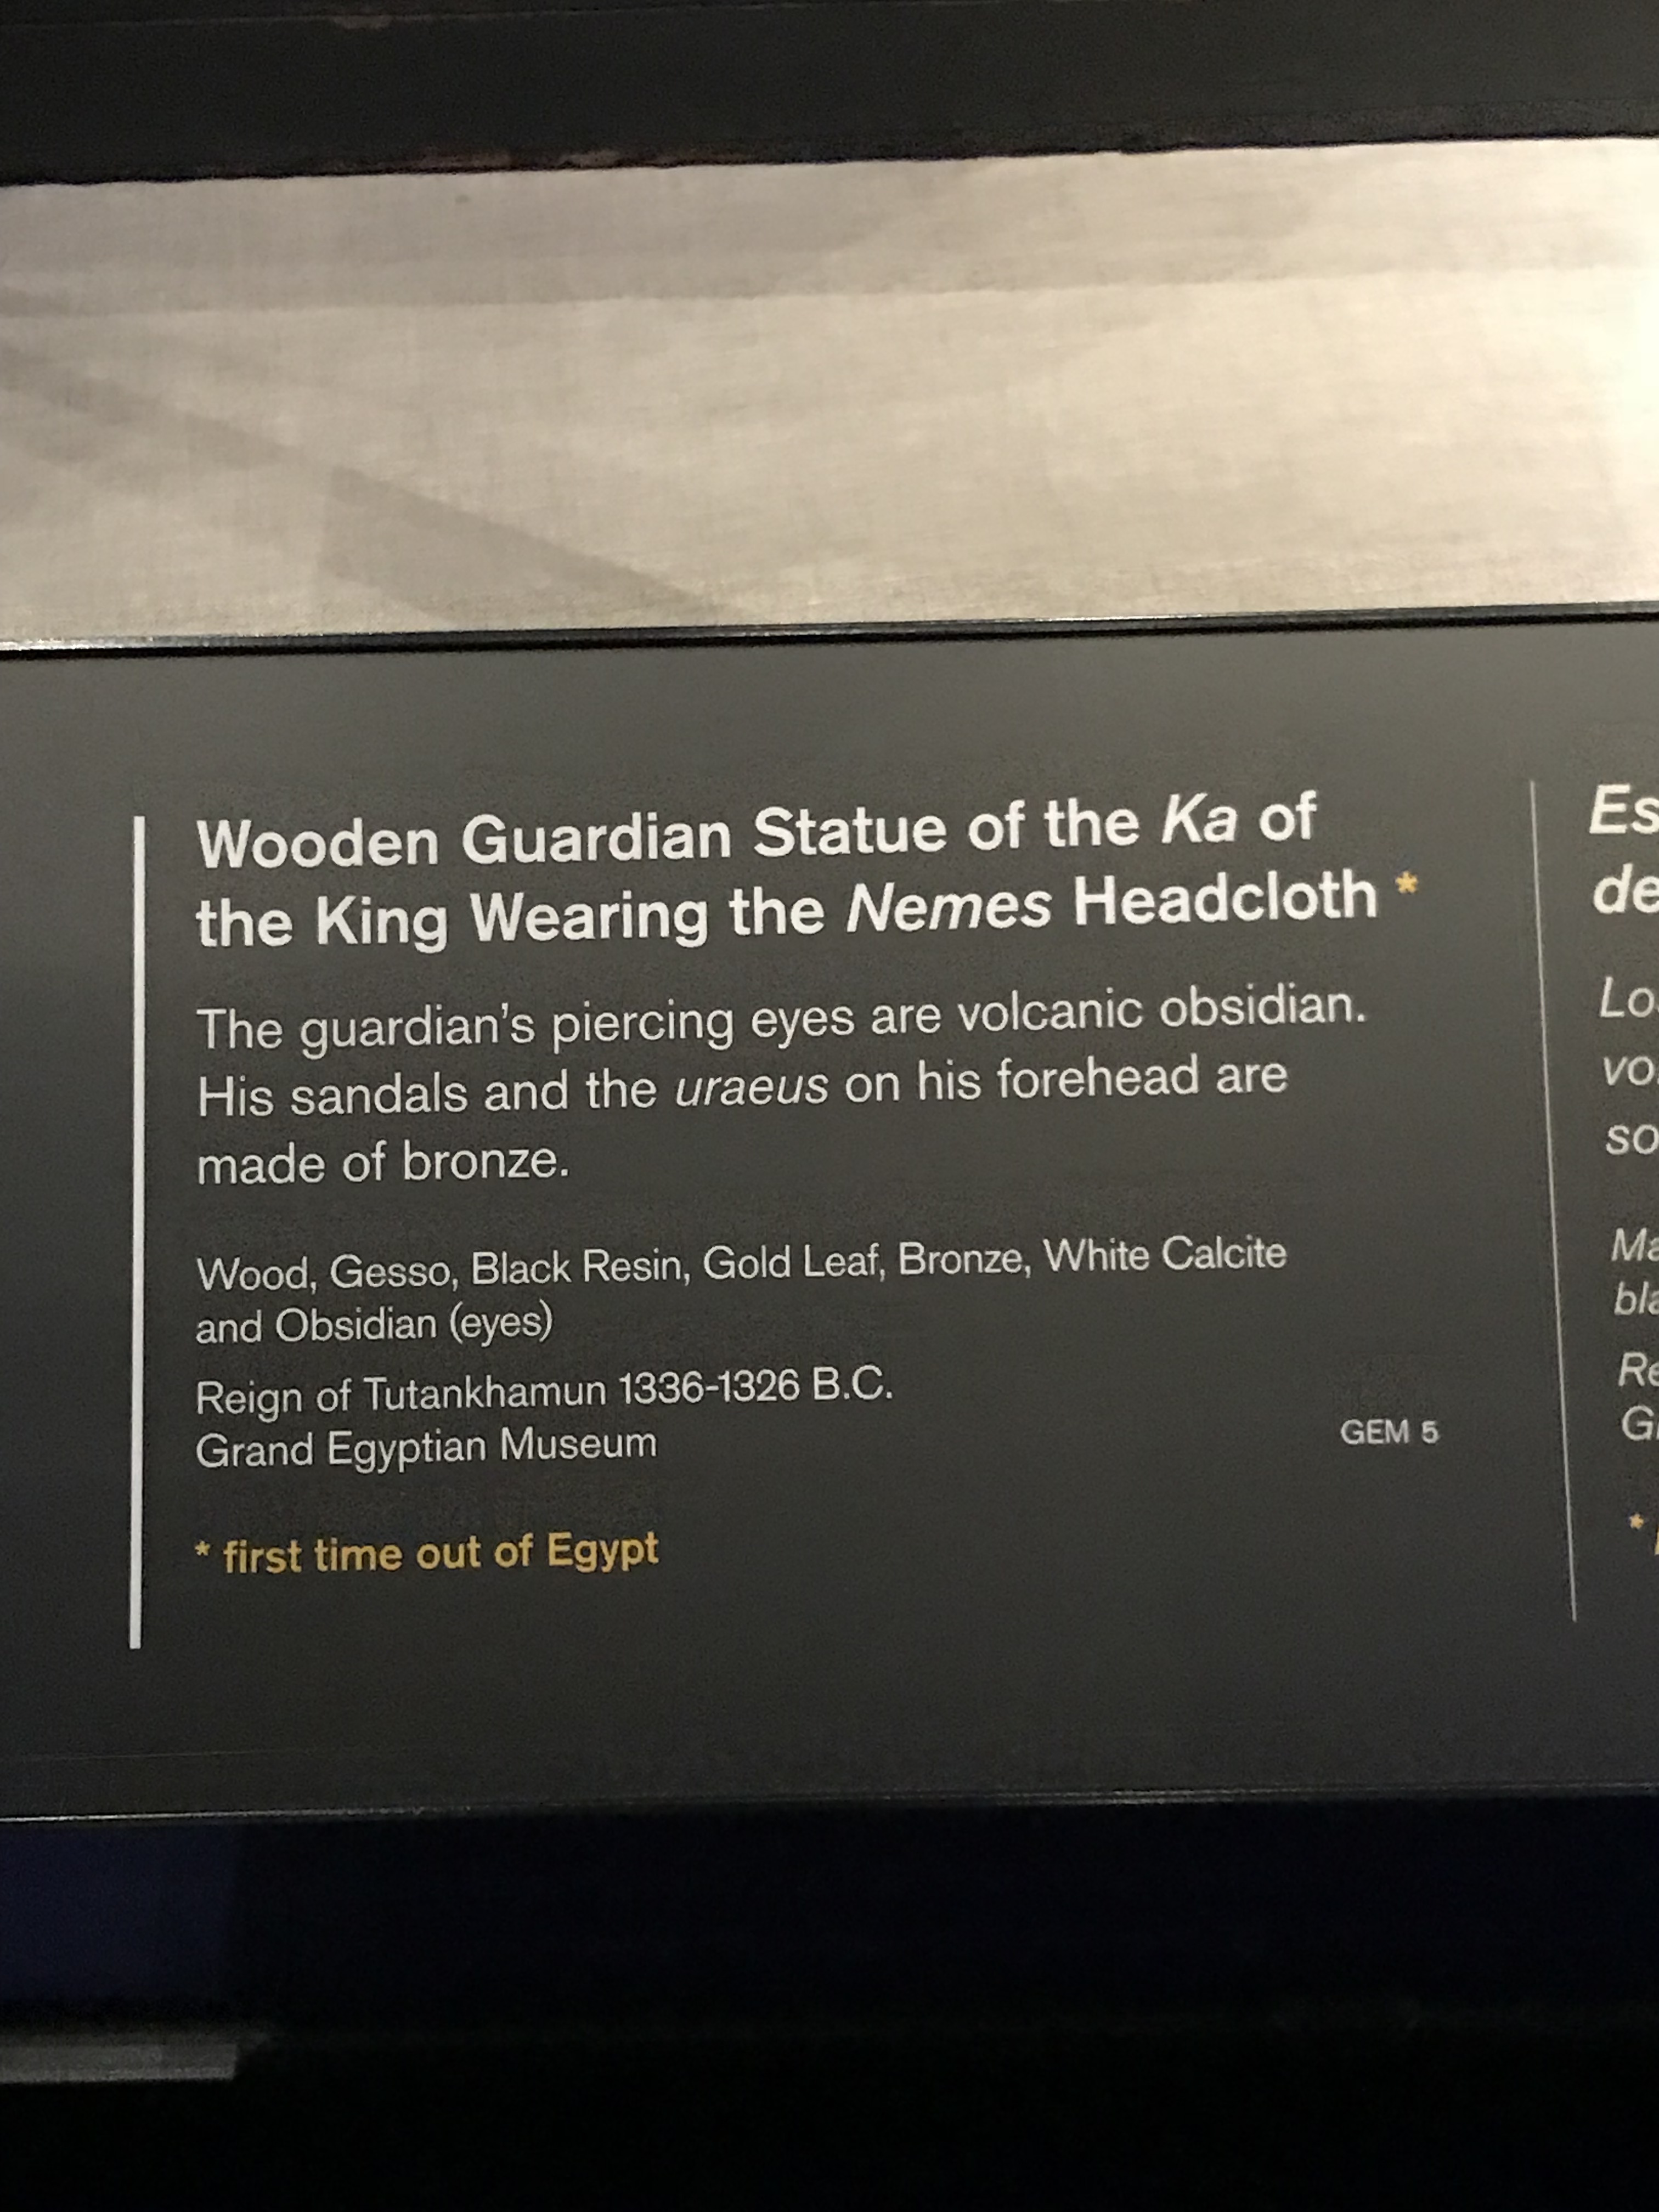 Wooden Guardian Statue of the Ka of
the King Wearing the Nemes Headcloth *
The guardian's piercing eyes are volcanic obsidian.
His sandals and the uraeus on his forehead are
made of bronze.
Wood, Gesso, Black Resin, Gold Leaf, Bronze, White Calcite
and Obsidian (eyes)
Reign of Tutankhamun 1336-1326 B.C.
Grand Egyptian Museum
GEM 5
* first time out of Egypt